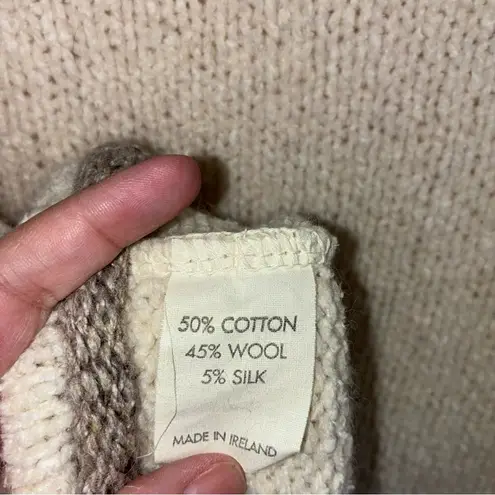 50% COTTON
45% WOOL
5% SILK
MADE IN IRELAND